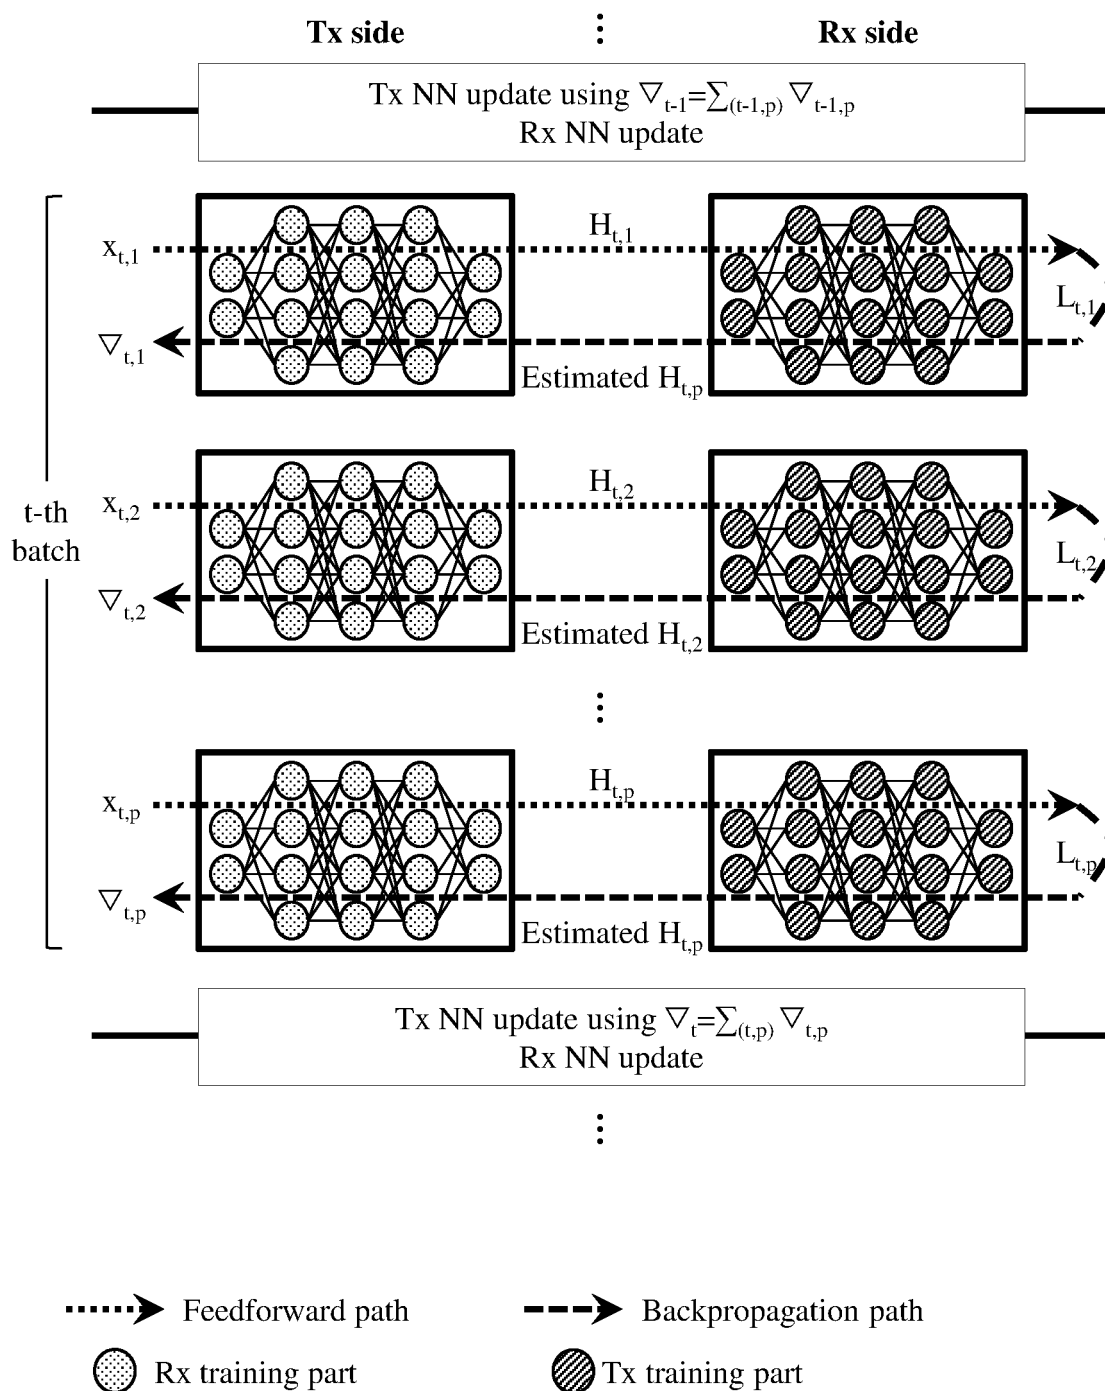 Tx side
Rx side
Tx NN update using ∇t-1=∑(t-1,p) ∇t-1,p
Rx NN update
xt,1
Ht,1
Lt,1
∇t,1
Estimated Ht,p
t-th
batch
xt,2
Ht,2
Lt,2
∇t,2
Estimated Ht,2
xt,p
Ht,p
Lt,p
∇t,p
Estimated Ht,p
Tx NN update using ∇t=∑(t,p) ∇t,p
Rx NN update
Feedforward path
Backpropagation path
Rx training part
Tx training part